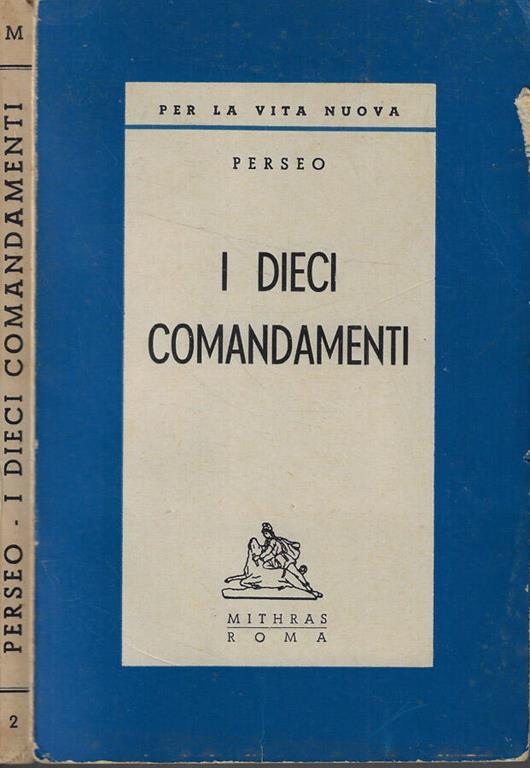 M
PERSEO - I DIECI COMANDAMENTI
2
PER LA VITA NUOVA
PERSEO
I DIECI
COMANDAMENTI
MITHRAS
ROMA